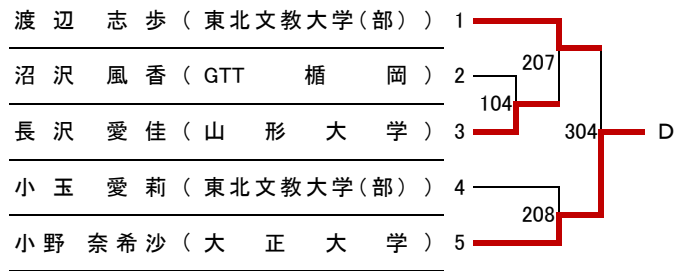 渡辺 志歩 ( 東北文教大学(部) ) 1
207
沼沢 風香 ( GTT 楯岡 ) 2
104
長沢 愛佳 ( 山形大学 ) 3 304 D
小玉 愛莉 ( 東北文教大学(部) ) 4
208
小野 奈希沙 ( 大正大学 ) 5